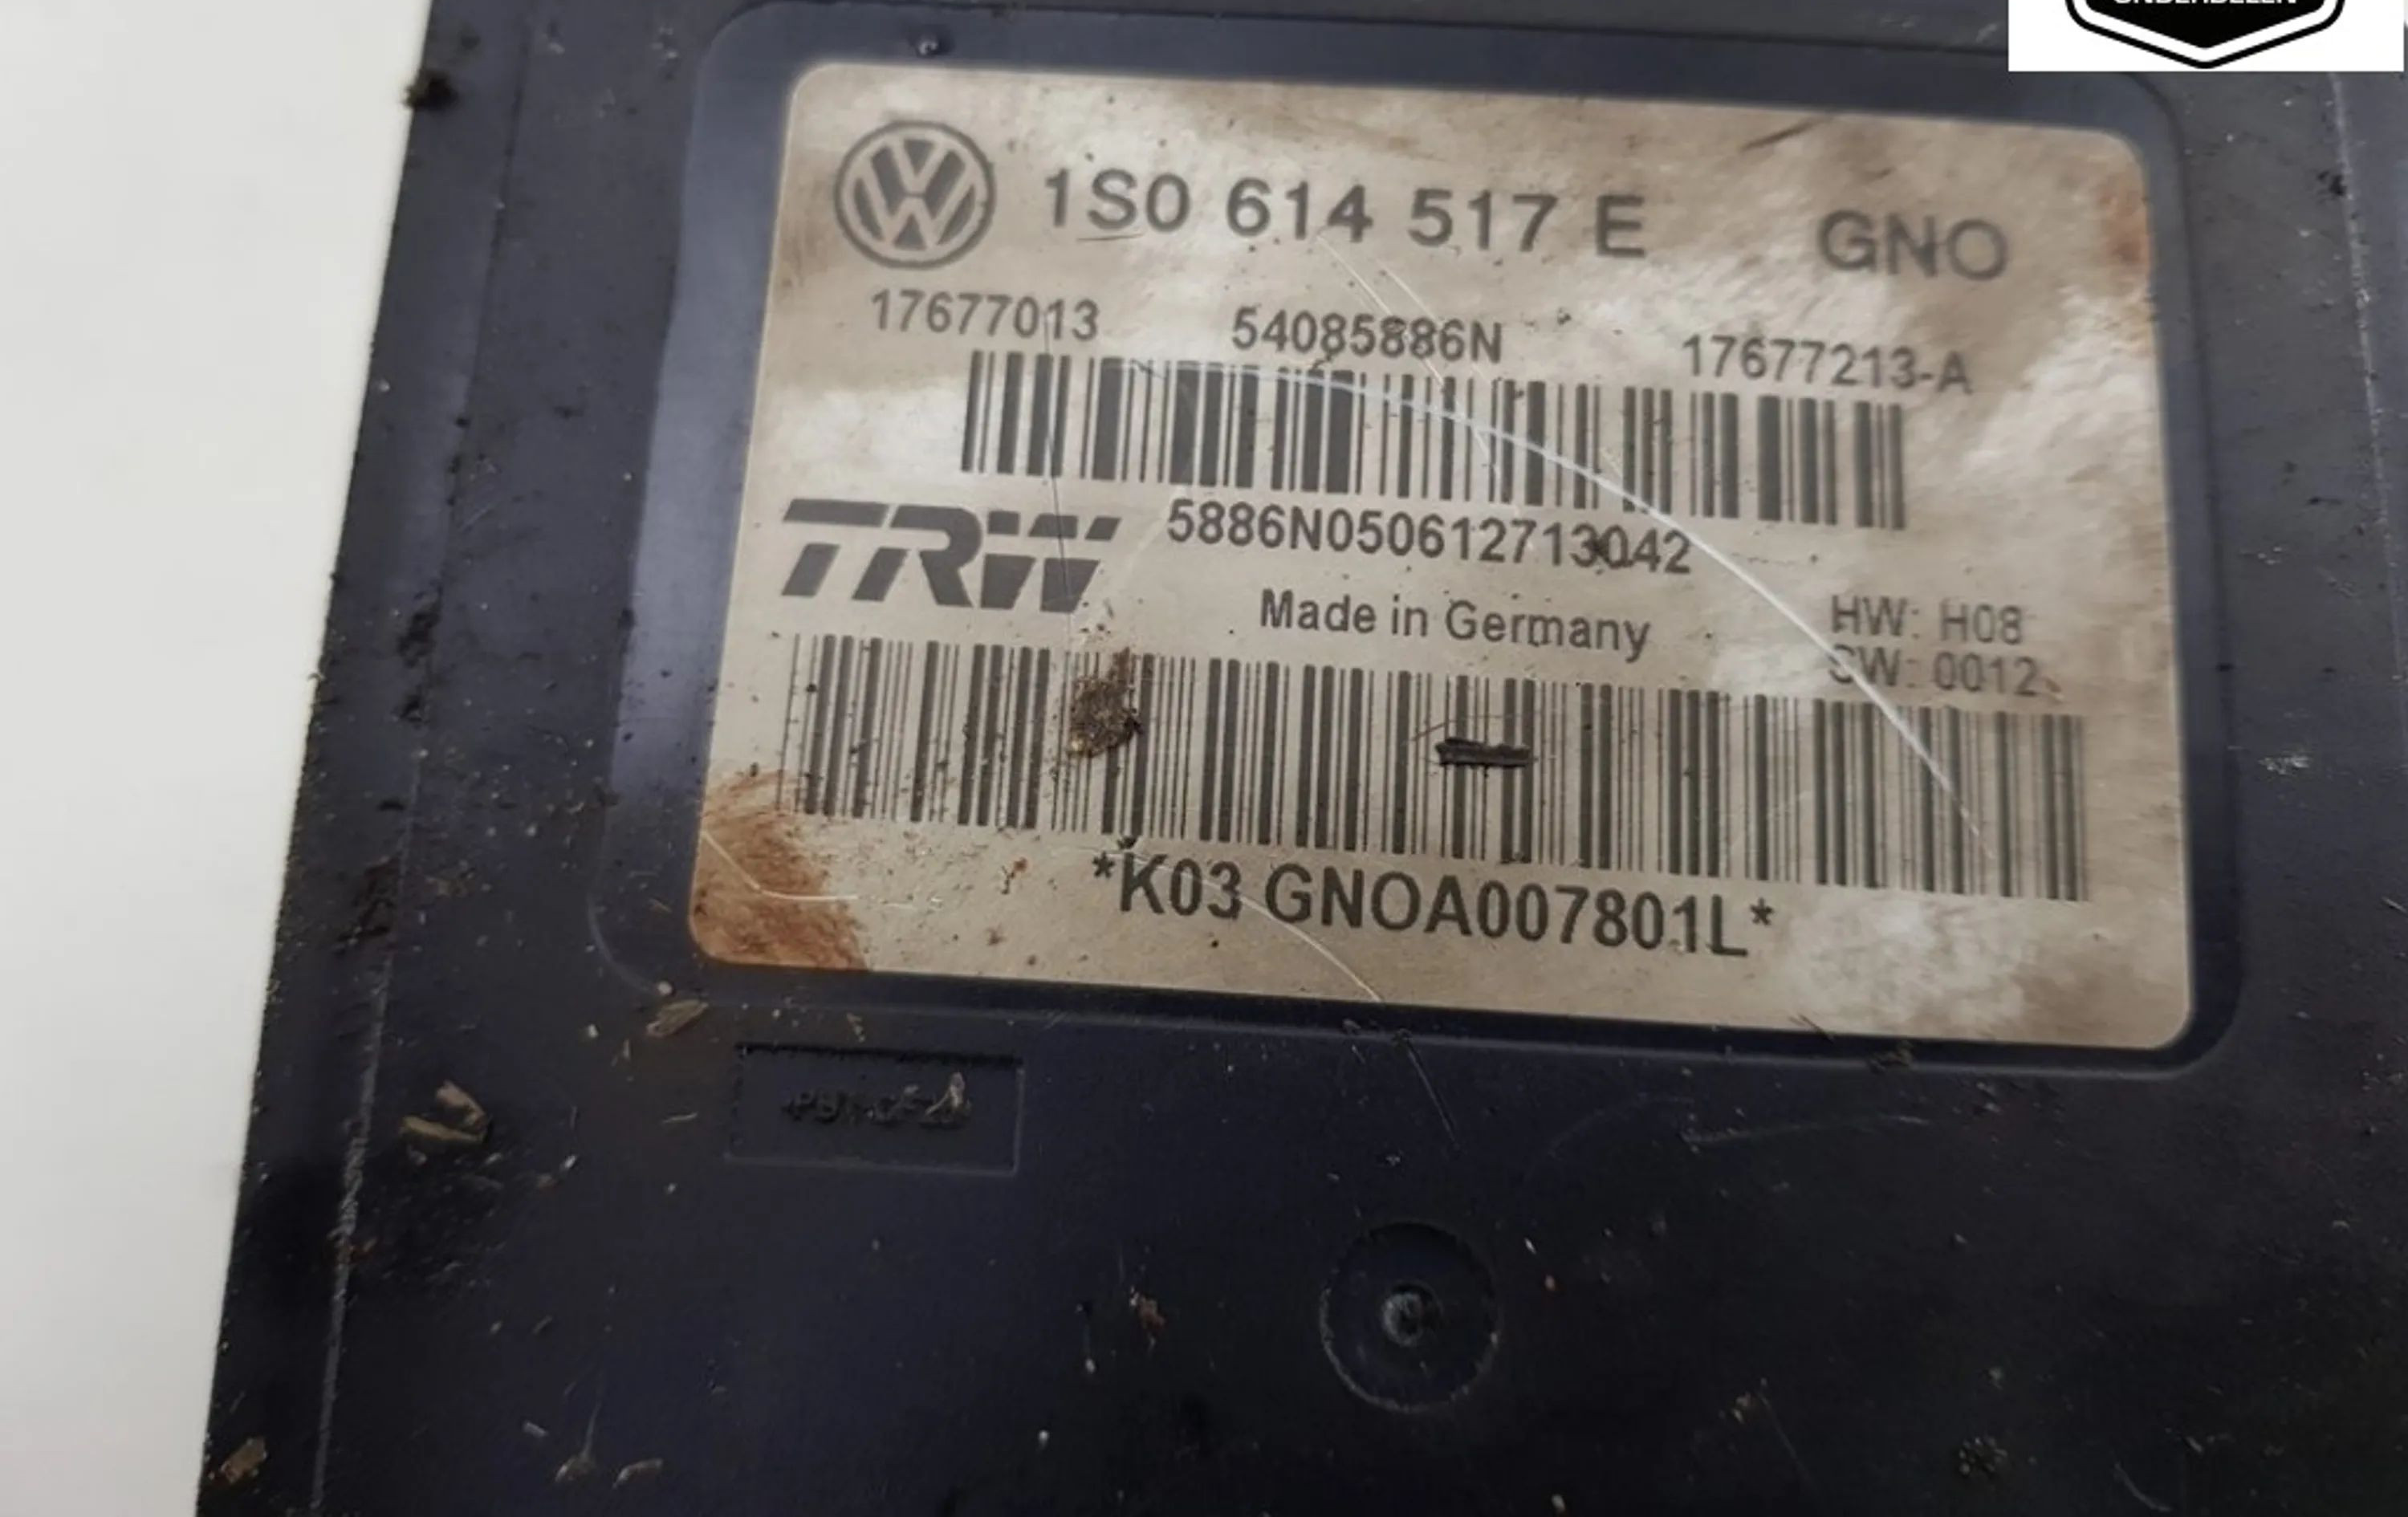 1S0 614 517 E GNO
17677013 54085886N 17677213-A
TRW 5886N050612713042
Made in Germany
HW: H08
SW: 0012
*K03 GNOA007801L*